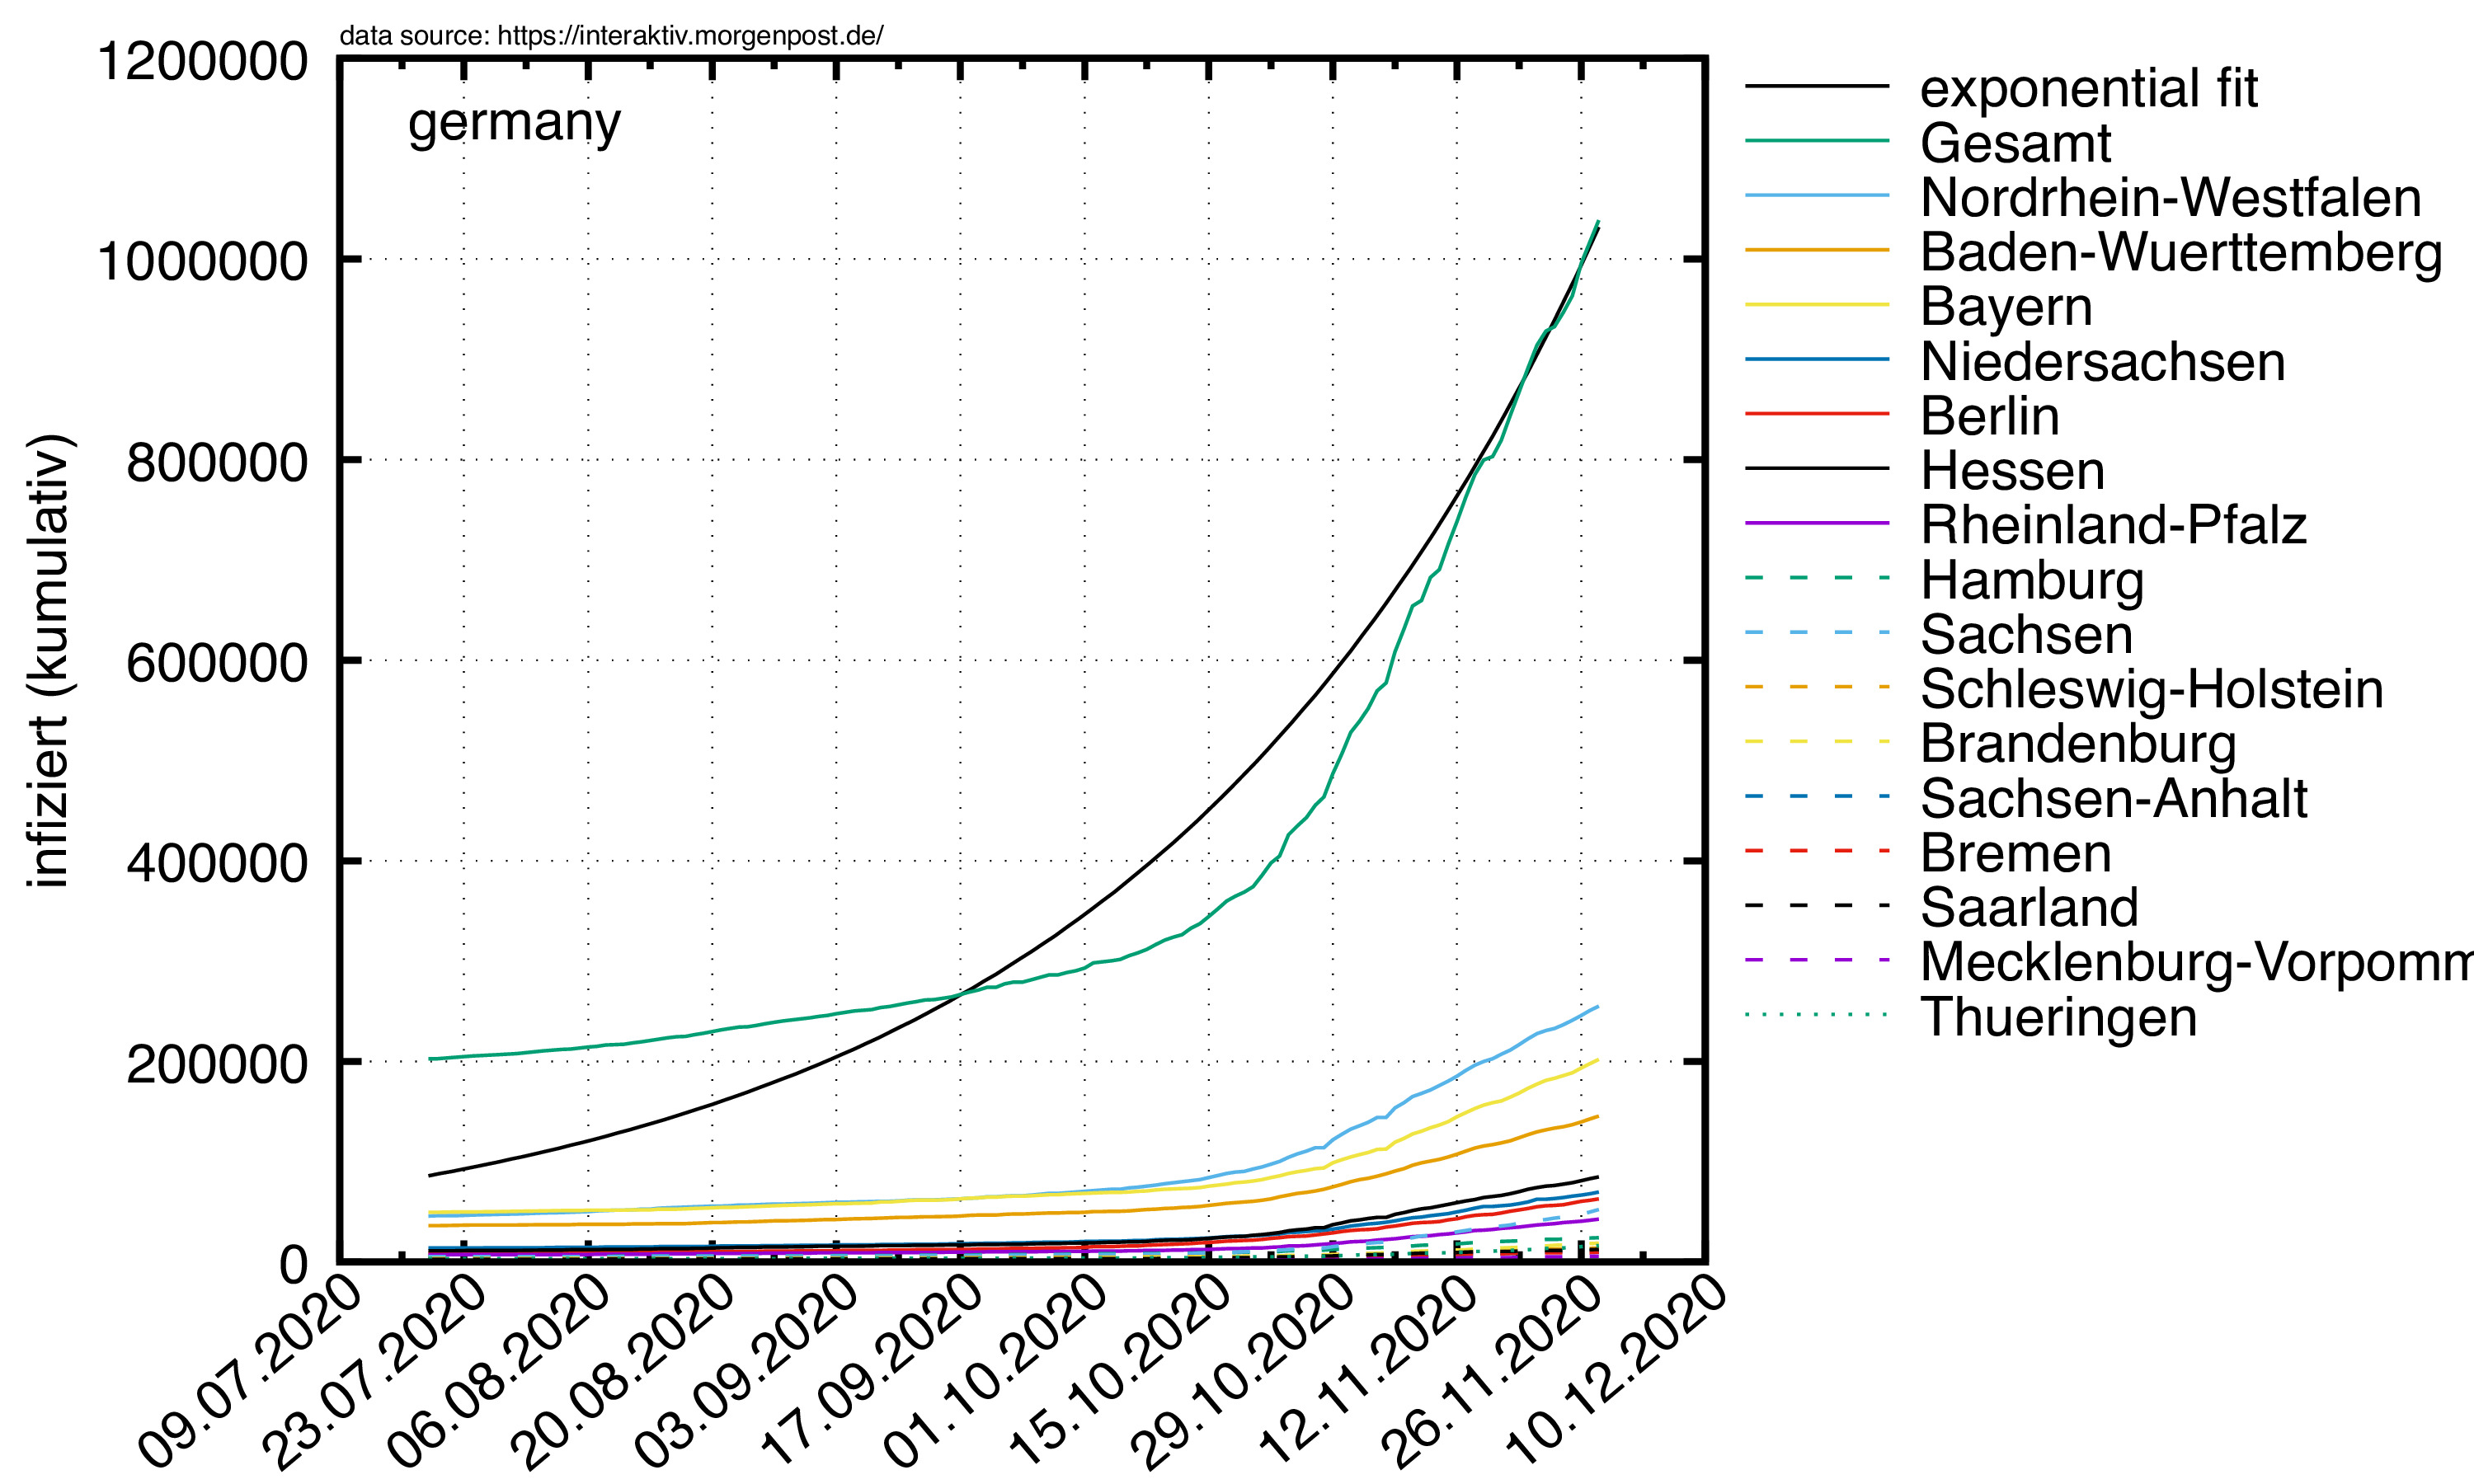 data source: https://interaktiv.morgenpost.de/
germany
infiziert (kumulativ)
1200000
1000000
800000
600000
400000
200000
0
09.07.2020
23.07.2020
06.08.2020
20.08.2020
03.09.2020
17.09.2020
01.10.2020
15.10.2020
29.10.2020
12.11.2020
26.11.2020
10.12.2020
exponential fit
Gesamt
Nordrhein-Westfalen
Baden-Wuerttemberg
Bayern
Niedersachsen
Berlin
Hessen
Rheinland-Pfalz
Hamburg
Sachsen
Schleswig-Holstein
Brandenburg
Sachsen-Anhalt
Bremen
Saarland
Mecklenburg-Vorpomm
Thueringen